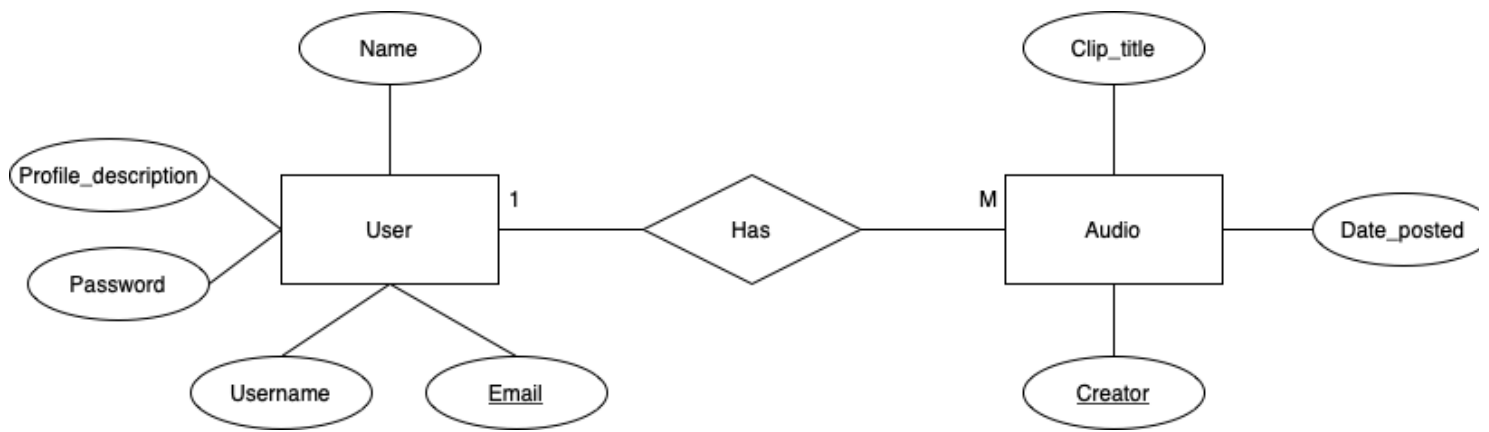 Name
Clip_title
Profile_description
1
M
User
Has
Audio
Date_posted
Password
Username
Email
Creator